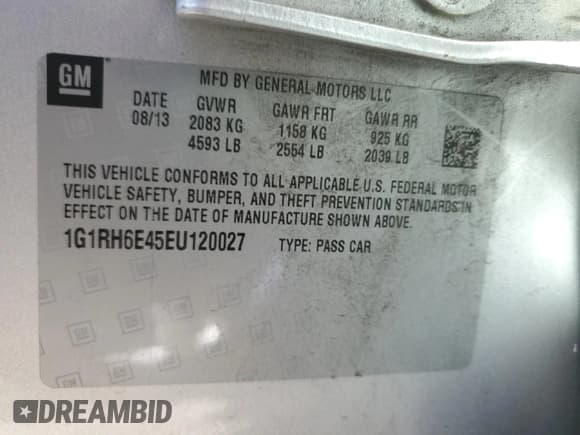 GM
MFD BY GENERAL MOTORS LLC
DATE GVWR GAWR FRT GAWR RR
08/13 2083 KG 1158 KG 925 KG
4593 LB 2554 LB 2039 LB
THIS VEHICLE CONFORMS TO ALL APPLICABLE U.S. FEDERAL MOTOR
VEHICLE SAFETY, BUMPER, AND THEFT PREVENTION STANDARDS IN
EFFECT ON THE DATE OF MANUFACTURE SHOWN ABOVE.
1G1RH6E45EU120027 TYPE: PASS CAR
DREAMBID